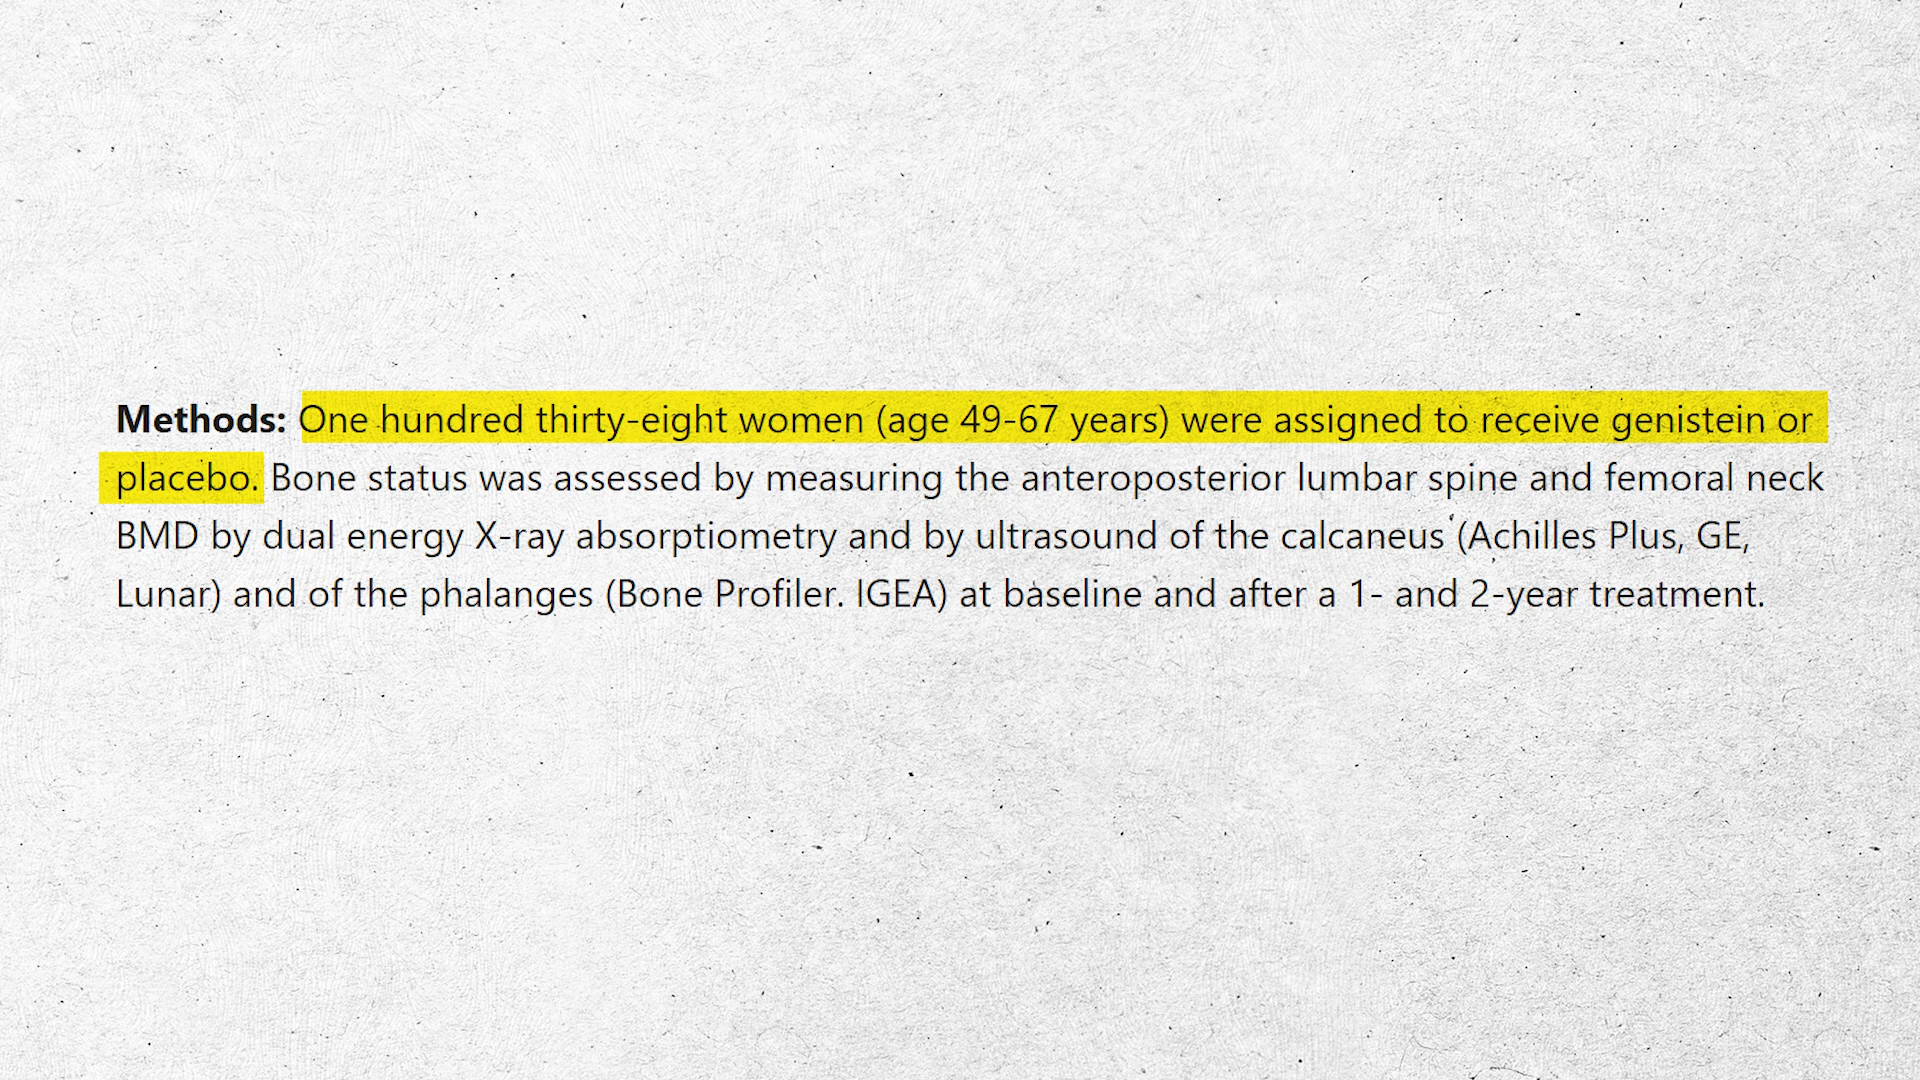 Methods: One hundred thirty-eight women (age 49-67 years) were assigned to receive genistein or
placebo. Bone status was assessed by measuring the anteroposterior lumbar spine and femoral neck
BMD by dual energy X-ray absorptiometry and by ultrasound of the calcaneus (Achilles Plus, GE,
Lunar) and of the phalanges (Bone Profiler. IGEA) at baseline and after a 1- and 2-year treatment.